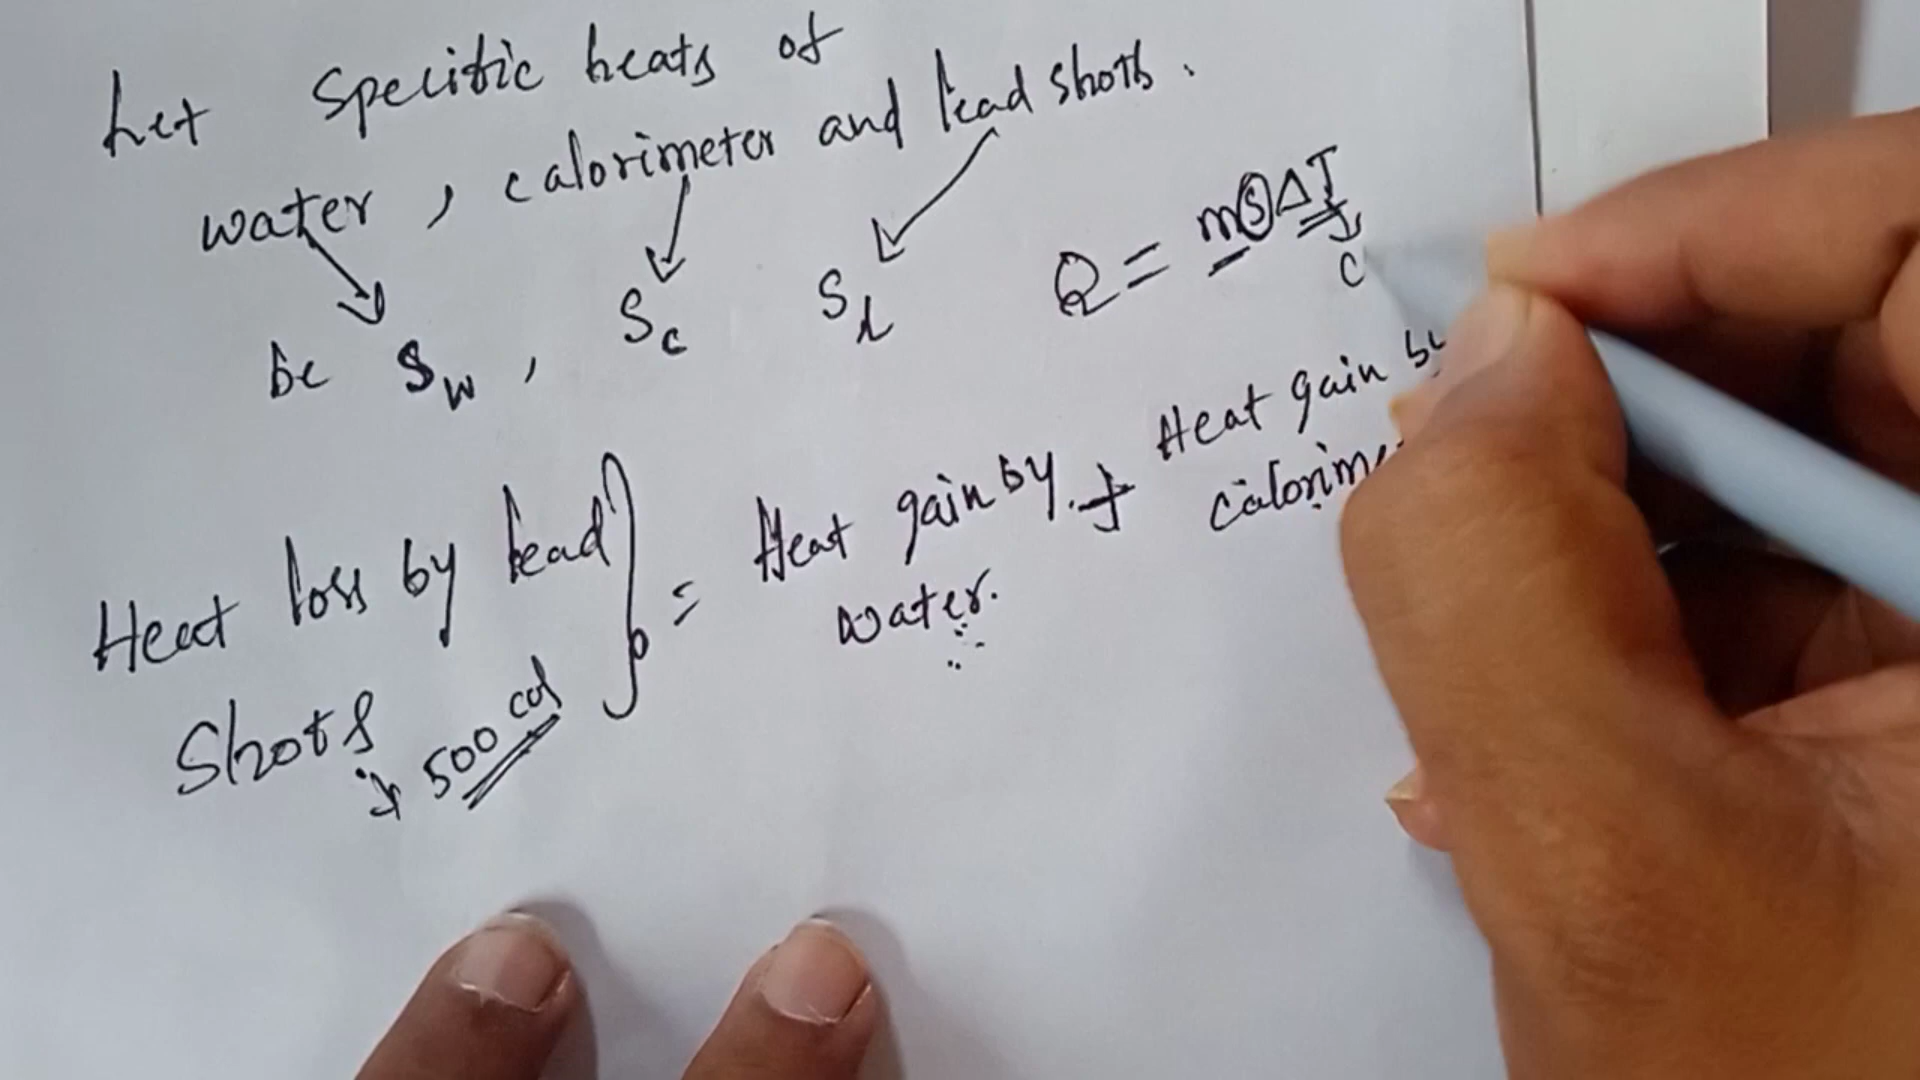 Let specific heats of
water, calorimeter and lead shots.
be Sw, Sc Sl
Q = msΔT
c
Heat loss by lead
shots
500 cal
= Heat gain by
water.
+ Heat gain by